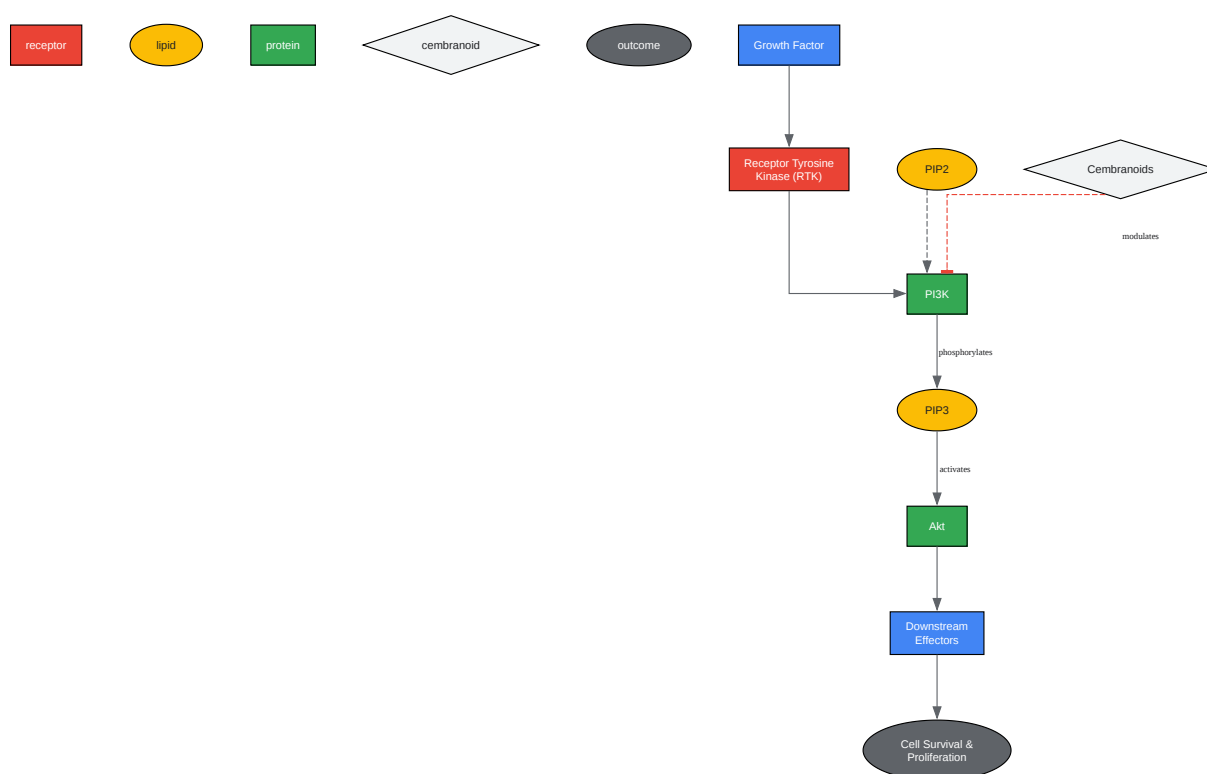 receptor
lipid
protein
cembranoid
outcome
Growth Factor
Receptor Tyrosine
Kinase (RTK)
PIP2
Cembranoids
modulates
PI3K
phosphorylates
PIP3
activates
Akt
Downstream
Effectors
Cell Survival &
Proliferation